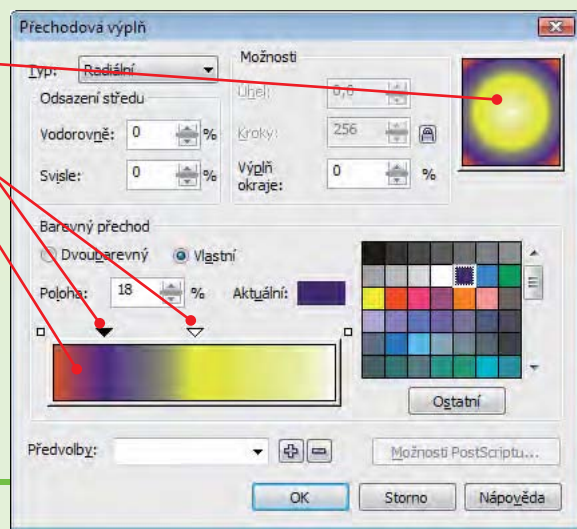 Přechodová výplň
Typ: Radiální
Odsazení středu
Vodorovně: 0 %
Svisle: 0 %
Možnosti
Úhel: 0,0
Kroky: 256
Výplň okraje: 0 %
Barevný přechod
Dvoubarevný Vlastní
Poloha: 18 % Aktuální:
Ostatní
Předvolby:
Možnosti PostScriptu...
OK Storno Nápověda